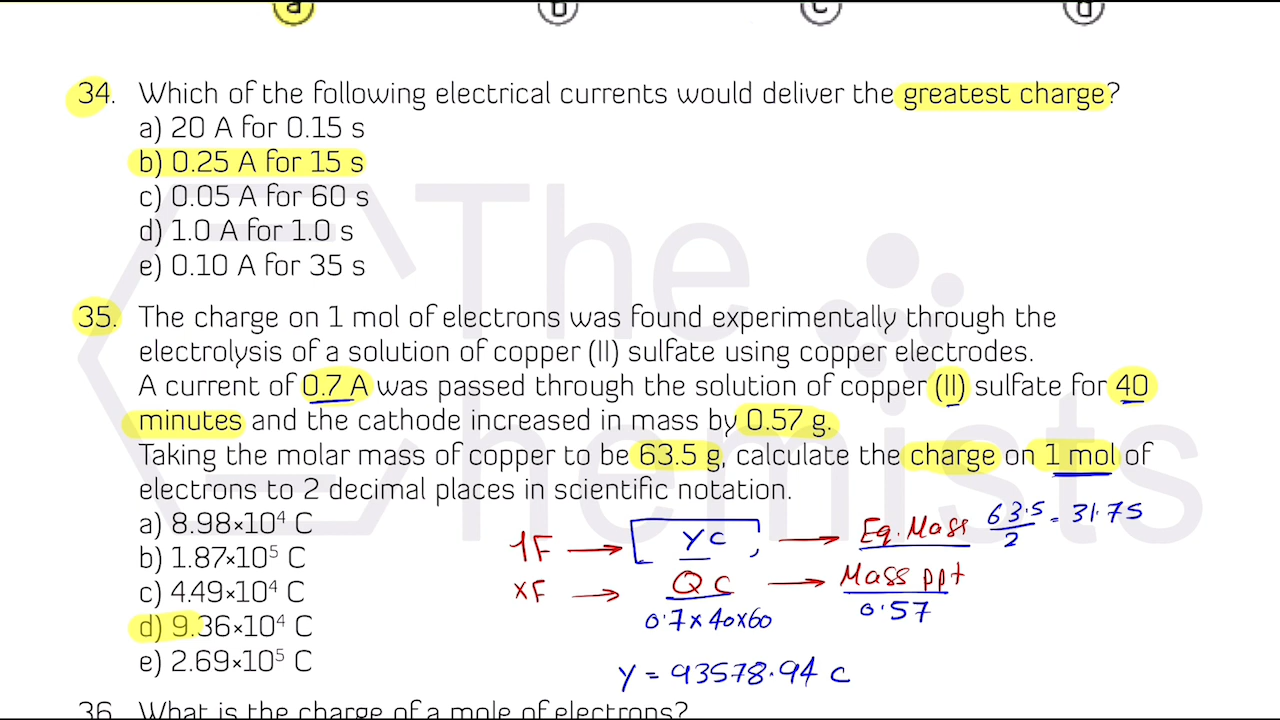 a b c d
34. Which of the following electrical currents would deliver the greatest charge?
a) 20 A for 0.15 s
b) 0.25 A for 15 s
c) 0.05 A for 60 s
d) 1.0 A for 1.0 s
e) 0.10 A for 35 s
35. The charge on 1 mol of electrons was found experimentally through the
electrolysis of a solution of copper (II) sulfate using copper electrodes.
A current of 0.7 A was passed through the solution of copper (II) sulfate for 40
minutes and the cathode increased in mass by 0.57 g.
Taking the molar mass of copper to be 63.5 g, calculate the charge on 1 mol of
electrons to 2 decimal places in scientific notation.
a) 8.98×10⁴ C
b) 1.87×10⁵ C
c) 4.49×10⁴ C
d) 9.36×10⁴ C
e) 2.69×10⁵ C
1F → YC → Eq. Mass 63.5/2 = 31.75
xF → Q C → Mass ppt
0.7×40×60 0.57
Y = 93578.94 C
36. What is the charge of a mole of electrons?
The
Chemists